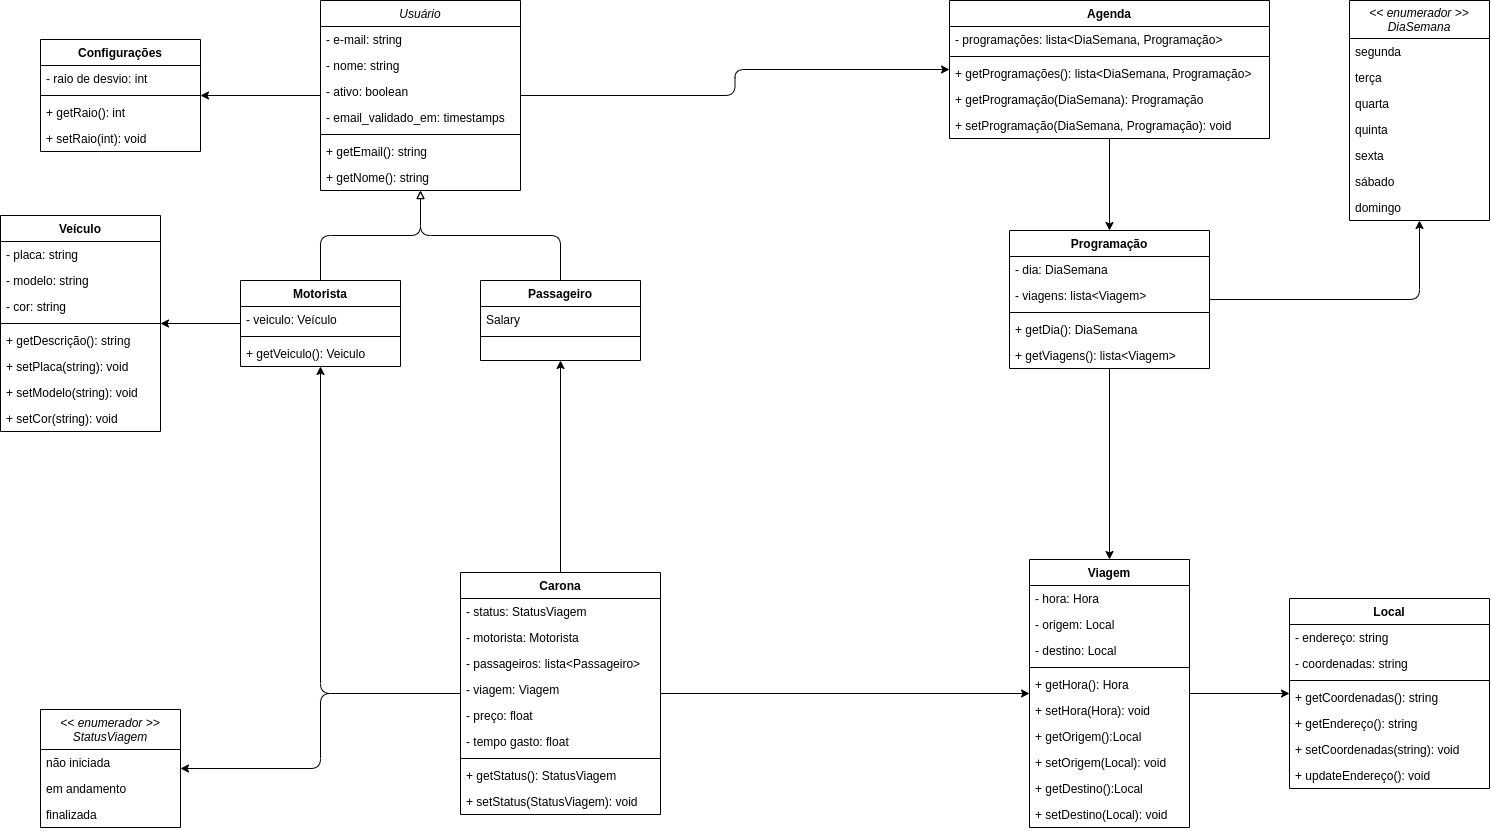 Usuário
- e-mail: string
- nome: string
- ativo: boolean
- email_validado_em: timestamps
+ getEmail(): string
+ getNome(): string
Agenda
- programações: lista<DiaSemana, Programação>
+ getProgramações(): lista<DiaSemana, Programação>
+ getProgramação(DiaSemana): Programação
+ setProgramação(DiaSemana, Programação): void
<< enumerador >>
DiaSemana
segunda
terça
quarta
quinta
sexta
sábado
domingo
Configurações
- raio de desvio: int
+ getRaio(): int
+ setRaio(int): void
Veículo
- placa: string
- modelo: string
- cor: string
+ getDescrição(): string
+ setPlaca(string): void
+ setModelo(string): void
+ setCor(string): void
Motorista
- veiculo: Veículo
+ getVeiculo(): Veiculo
Passageiro
Salary
Programação
- dia: DiaSemana
- viagens: lista<Viagem>
+ getDia(): DiaSemana
+ getViagens(): lista<Viagem>
Carona
- status: StatusViagem
- motorista: Motorista
- passageiros: lista<Passageiro>
- viagem: Viagem
- preço: float
- tempo gasto: float
+ getStatus(): StatusViagem
+ setStatus(StatusViagem): void
Viagem
- hora: Hora
- origem: Local
- destino: Local
+ getHora(): Hora
+ setHora(Hora): void
+ getOrigem():Local
+ setOrigem(Local): void
+ getDestino():Local
+ setDestino(Local): void
Local
- endereço: string
- coordenadas: string
+ getCoordenadas(): string
+ getEndereço(): string
+ setCoordenadas(string): void
+ updateEndereço(): void
<< enumerador >>
StatusViagem
não iniciada
em andamento
finalizada